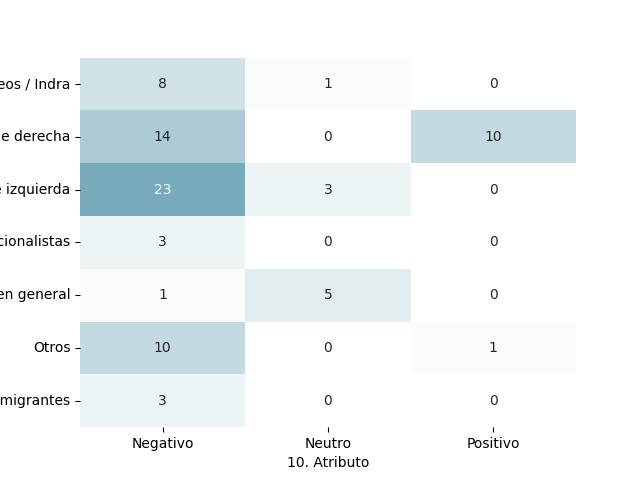 eos / Indra 8 1 0
e derecha 14 0 10
e izquierda 23 3 0
cionalistas 3 0 0
en general 1 5 0
Otros 10 0 1
migrantes 3 0 0
Negativo Neutro Positivo
10. Atributo